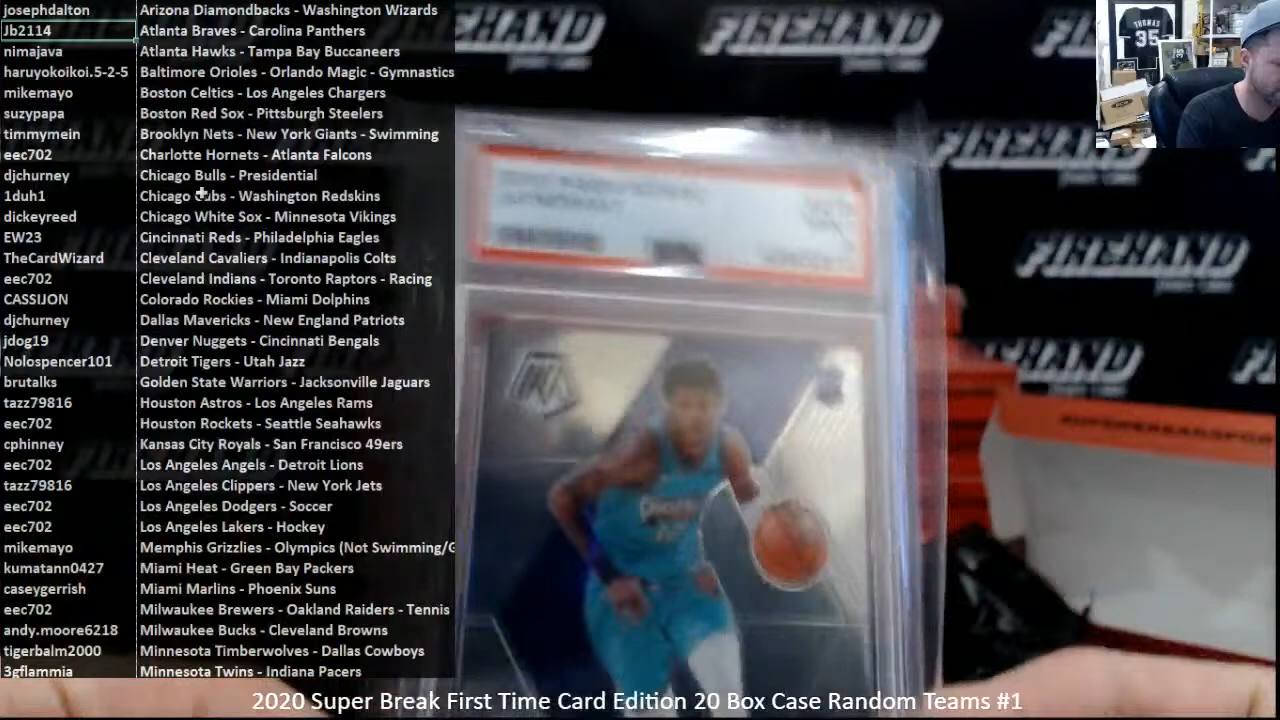 josephdalton Arizona Diamondbacks - Washington Wizards
Jb2114 Atlanta Braves - Carolina Panthers
nimajava Atlanta Hawks - Tampa Bay Buccaneers
haruyokoikoi.5-2-5 Baltimore Orioles - Orlando Magic - Gymnastics
mikemayo Boston Celtics - Los Angeles Chargers
suzypapa Boston Red Sox - Pittsburgh Steelers
timmymein Brooklyn Nets - New York Giants - Swimming
eec702 Charlotte Hornets - Atlanta Falcons
djchurney Chicago Bulls - Presidential
1duh1 Chicago Cubs - Washington Redskins
dickeyreed Chicago White Sox - Minnesota Vikings
EW23 Cincinnati Reds - Philadelphia Eagles
TheCardWizard Cleveland Cavaliers - Indianapolis Colts
eec702 Cleveland Indians - Toronto Raptors - Racing
CASSIJON Colorado Rockies - Miami Dolphins
djchurney Dallas Mavericks - New England Patriots
jdog19 Denver Nuggets - Cincinnati Bengals
Nolospencer101 Detroit Tigers - Utah Jazz
brutalks Golden State Warriors - Jacksonville Jaguars
tazz79816 Houston Astros - Los Angeles Rams
eec702 Houston Rockets - Seattle Seahawks
cphinney Kansas City Royals - San Francisco 49ers
eec702 Los Angeles Angels - Detroit Lions
tazz79816 Los Angeles Clippers - New York Jets
eec702 Los Angeles Dodgers - Soccer
eec702 Los Angeles Lakers - Hockey
mikemayo Memphis Grizzlies - Olympics (Not Swimming/G
kumatann0427 Miami Heat - Green Bay Packers
caseygerrish Miami Marlins - Phoenix Suns
eec702 Milwaukee Brewers - Oakland Raiders - Tennis
andy.moore6218 Milwaukee Bucks - Cleveland Browns
tigerbalm2000 Minnesota Timberwolves - Dallas Cowboys
3gflammia Minnesota Twins - Indiana Pacers
THOMAS
35
FIREHAND
FIREHAND
FIREHAND
2020 Super Break First Time Card Edition 20 Box Case Random Teams #1